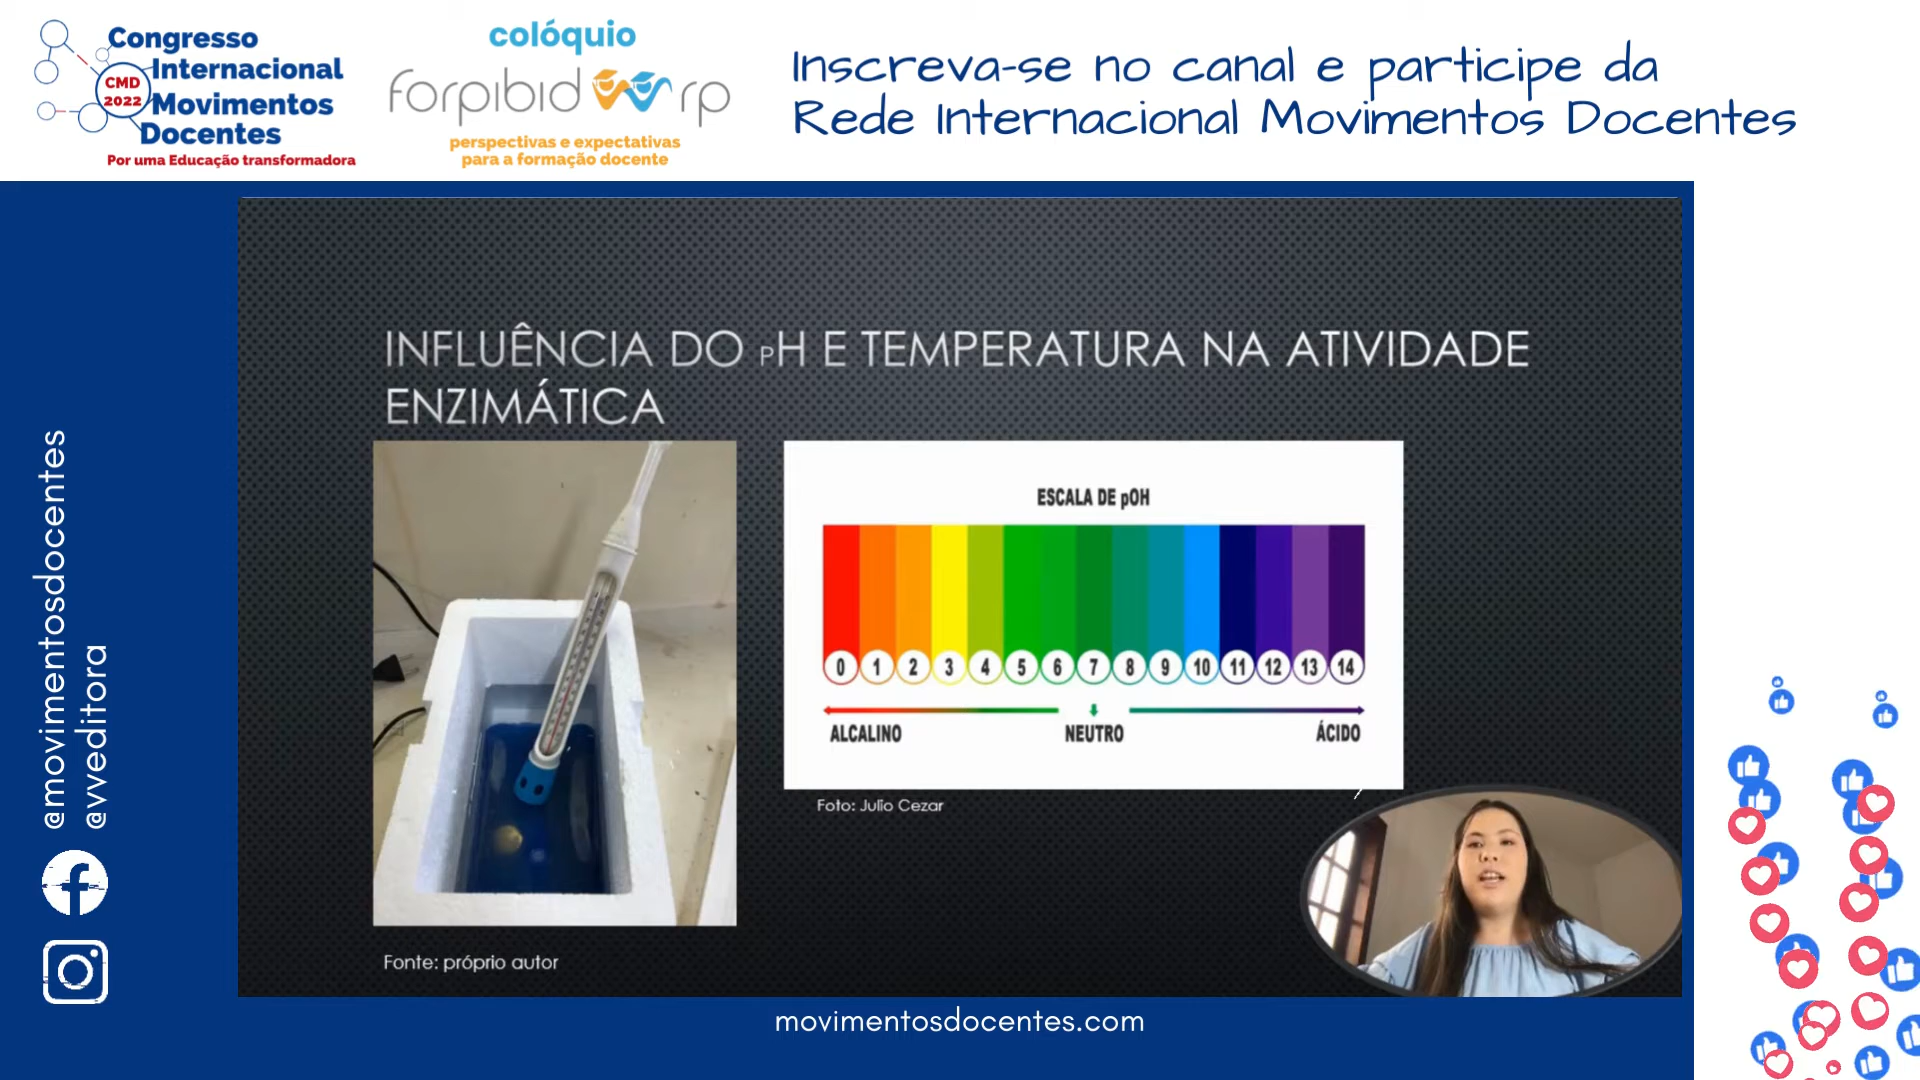 Congresso
Internacional
CMD
2022
Movimentos
Docentes
Por uma Educação transformadora
colóquio
forpibid rp
perspectivas e expectativas
para a formação docente
Inscreva-se no canal e participe da
Rede Internacional Movimentos Docentes
@movimentosdocentes
@vveditora
INFLUÊNCIA DO PH E TEMPERATURA NA ATIVIDADE
ENZIMÁTICA
ESCALA DE pOH
0 1 2 3 4 5 6 7 8 9 10 11 12 13 14
ALCALINO NEUTRO ÁCIDO
Foto: Julio Cezar
Fonte: próprio autor
movimentosdocentes.com